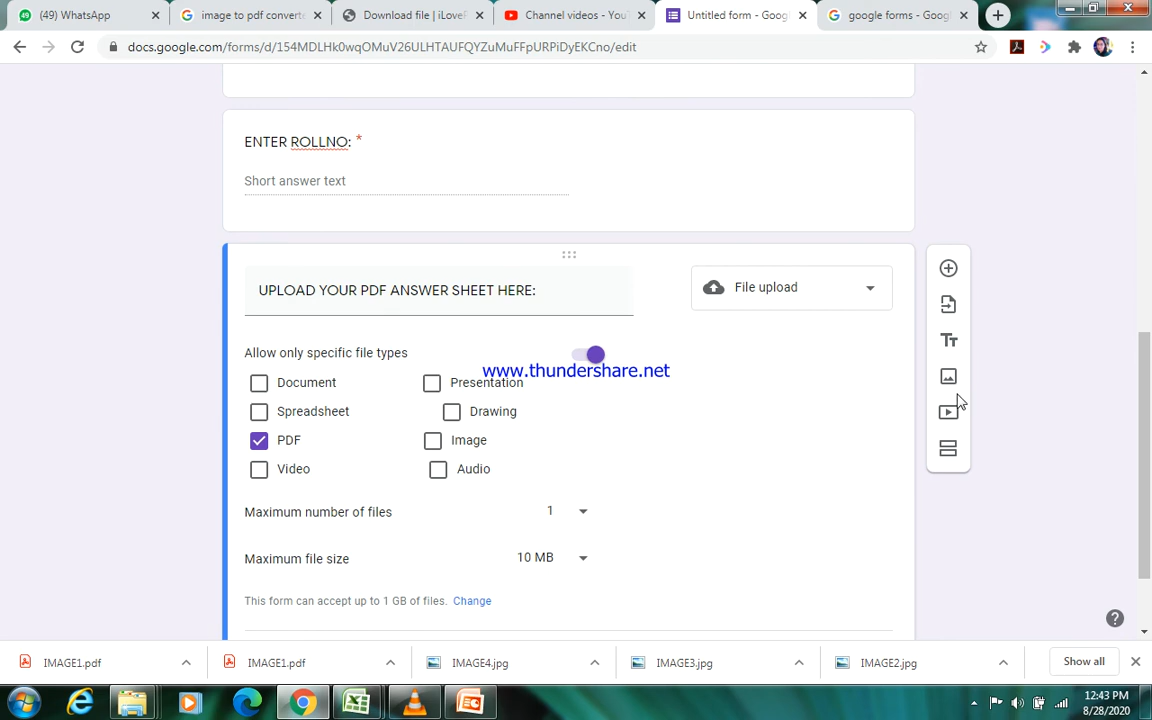 (49) WhatsApp
image to pdf converte
Download file | iLoveP
Channel videos - YouT
Untitled form - Goog
google forms - Googl
docs.google.com/forms/d/154MDLHk0wqOMuV26ULHTAUFQYZuMuFFpURPiDyEKCno/edit
ENTER ROLLNO: *
Short answer text
UPLOAD YOUR PDF ANSWER SHEET HERE:
File upload
Allow only specific file types
www.thundershare.net
Document
Presentation
Spreadsheet
Drawing
PDF
Image
Video
Audio
Maximum number of files
1
Maximum file size
10 MB
This form can accept up to 1 GB of files. Change
IMAGE1.pdf
IMAGE1.pdf
IMAGE4.jpg
IMAGE3.jpg
IMAGE2.jpg
Show all
12:43 PM
8/28/2020